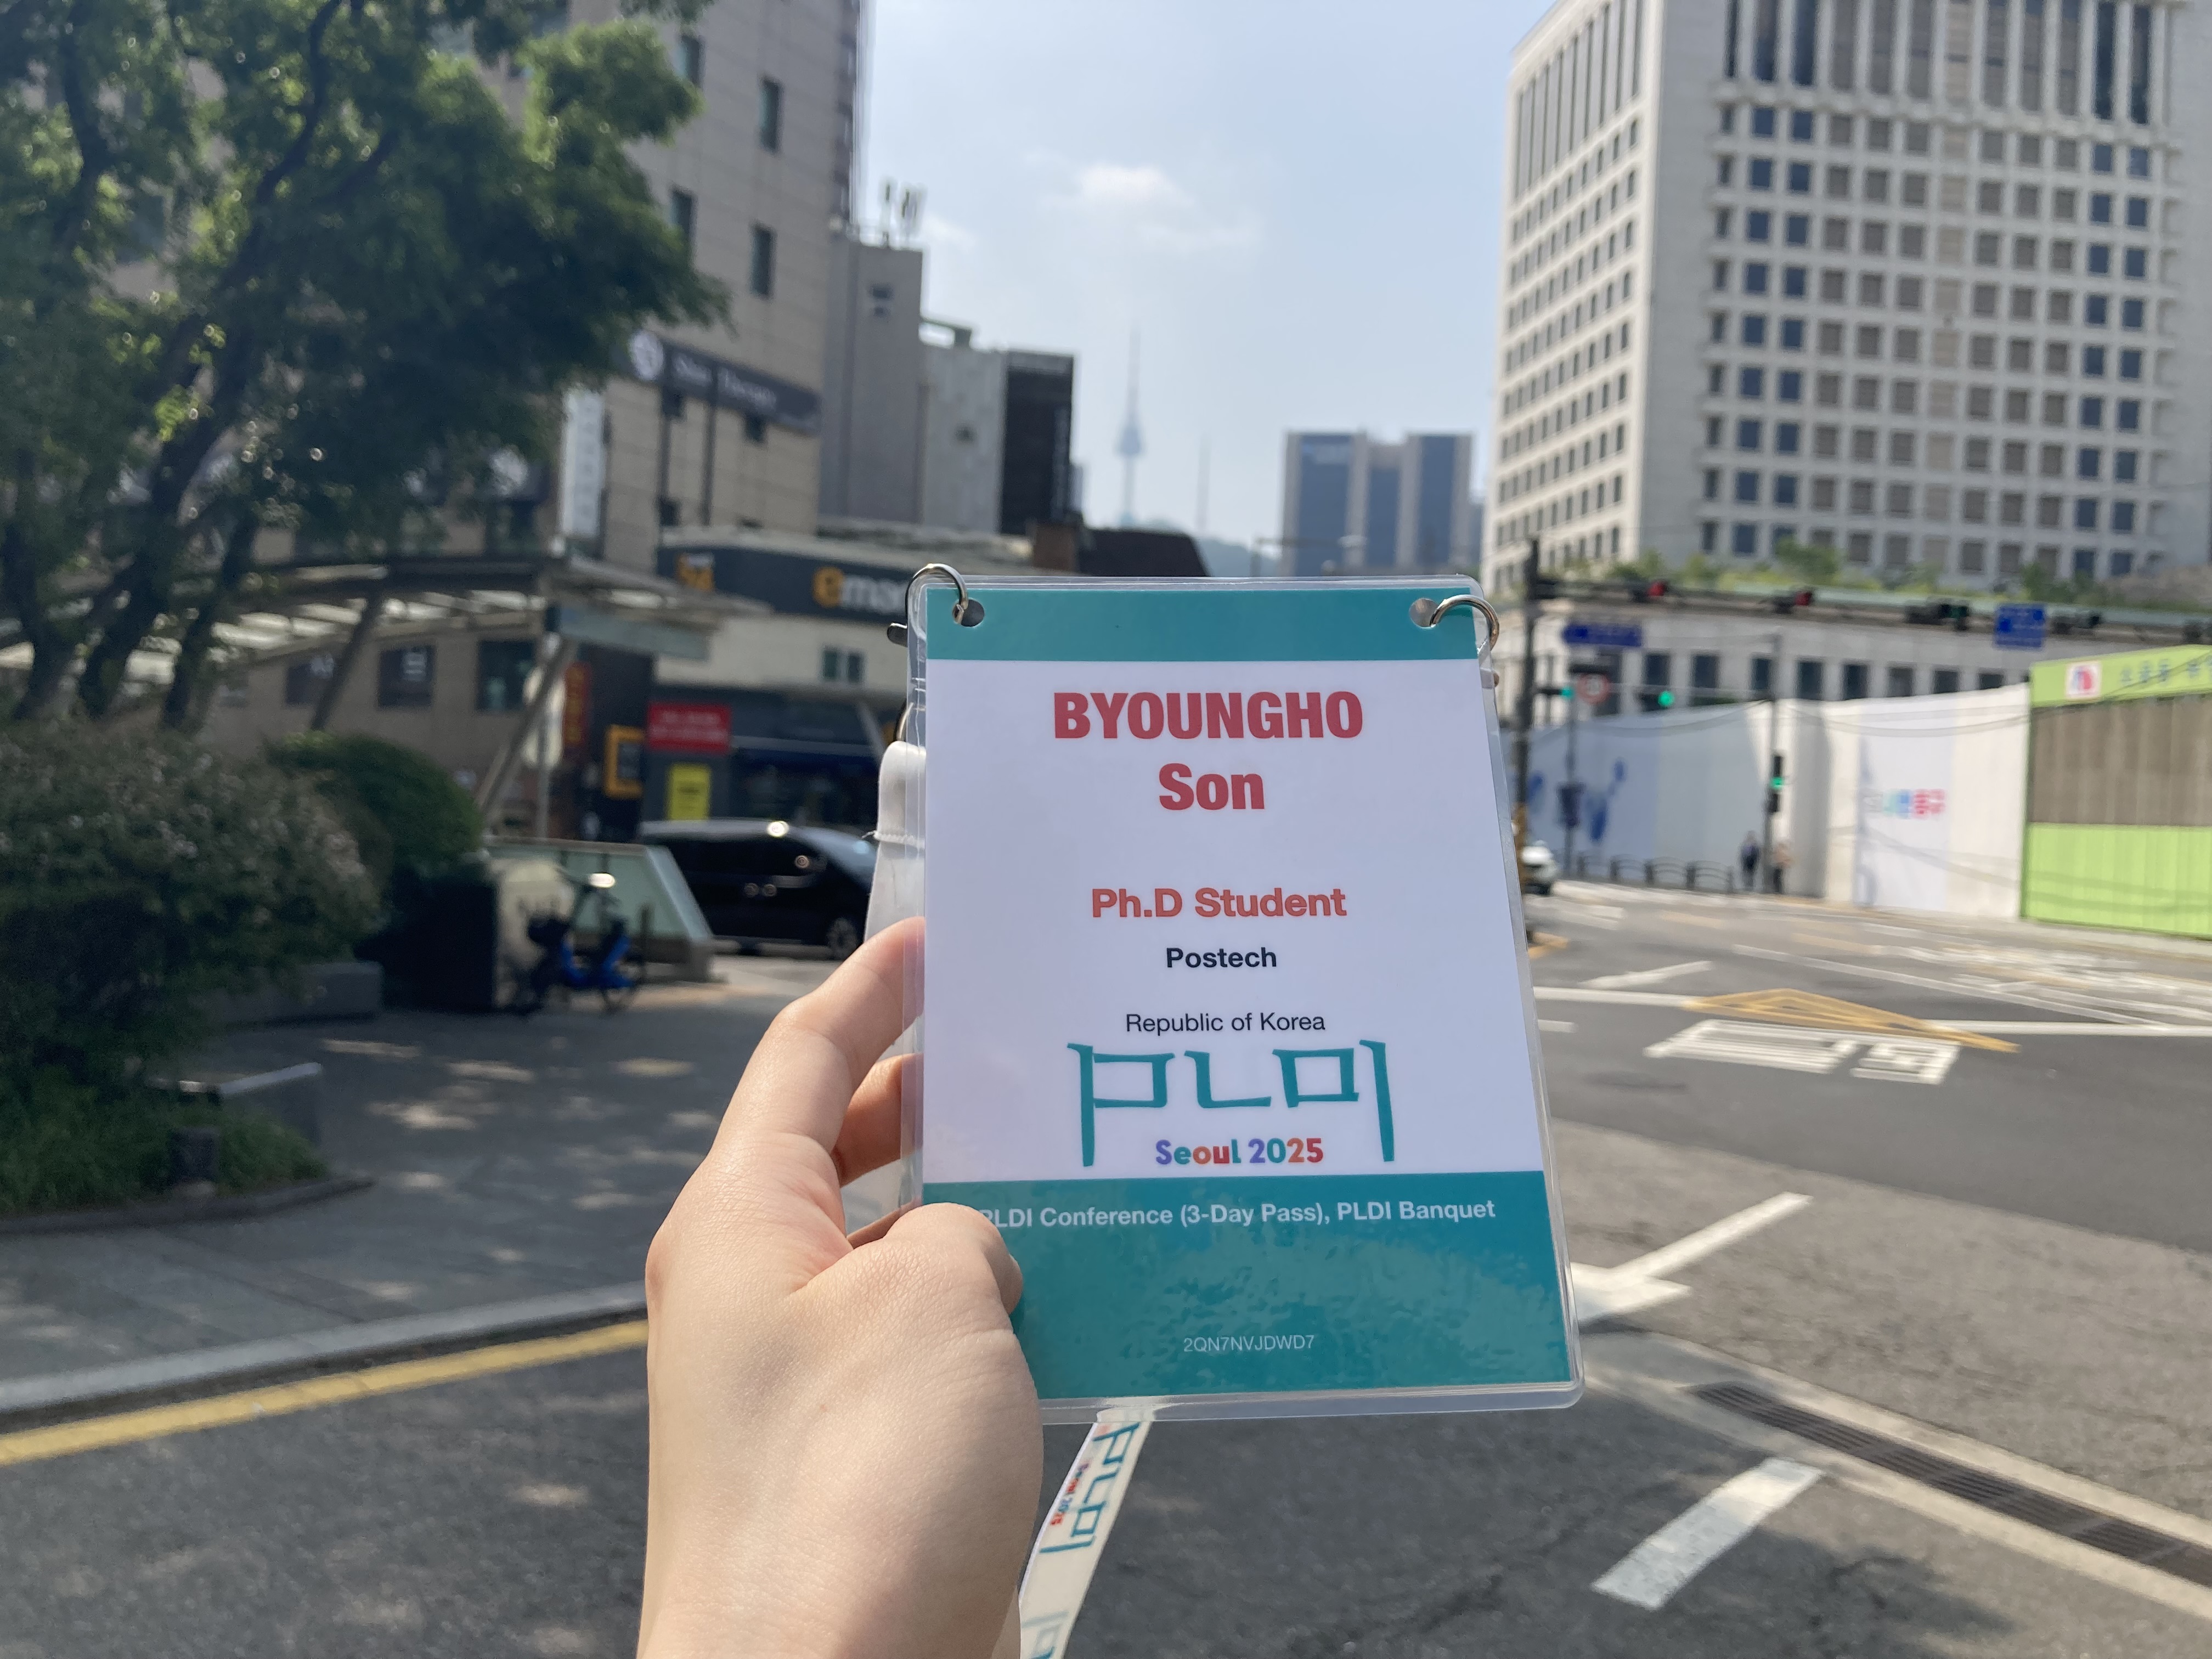 BYOUNGHO
Son
Ph.D Student
Postech
Republic of Korea
PLDI
Seoul 2025
PLDI Conference (3-Day Pass), PLDI Banquet
2QN7NVJDWD7